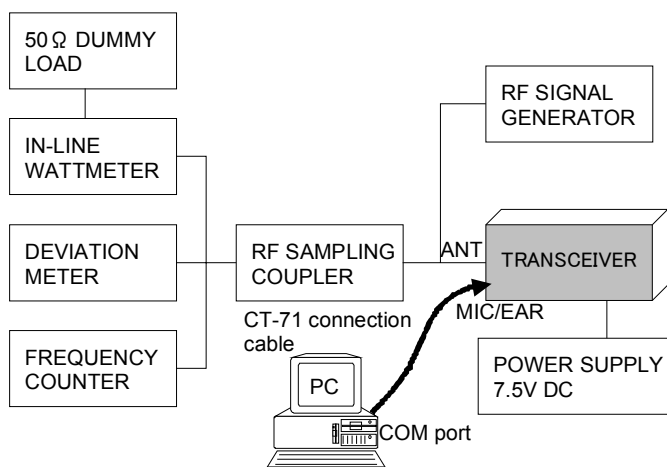 50Ω DUMMY
LOAD
RF SIGNAL
GENERATOR
IN-LINE
WATTMETER
DEVIATION
METER
RF SAMPLING
COUPLER
ANT
TRANSCEIVER
MIC/EAR
CT-71 connection
cable
FREQUENCY
COUNTER
PC
COM port
POWER SUPPLY
7.5V DC